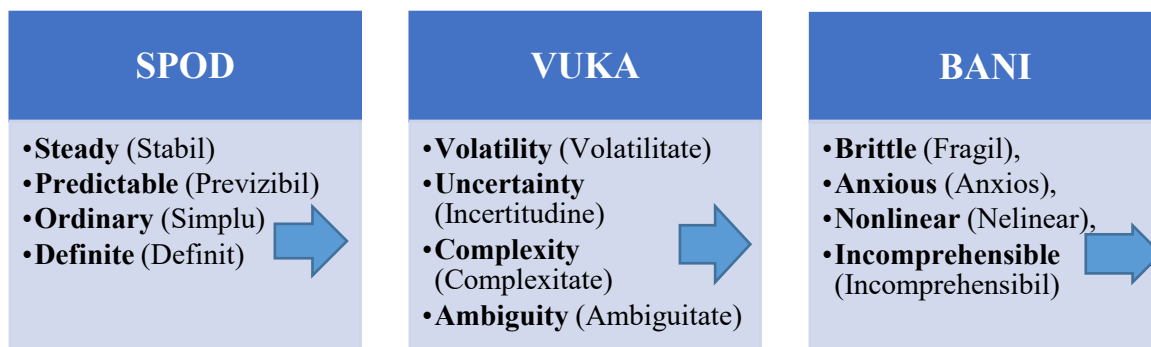 SPOD
•Steady (Stabil)
•Predictable (Previzibil)
•Ordinary (Simplu)
•Definite (Definit)
VUKA
•Volatility (Volatilitate)
•Uncertainty
(Incertitudine)
•Complexity
(Complexitate)
•Ambiguity (Ambiguitate)
BANI
•Brittle (Fragil),
•Anxious (Anxios),
•Nonlinear (Nelinear),
•Incomprehensible
(Incomprehensibil)